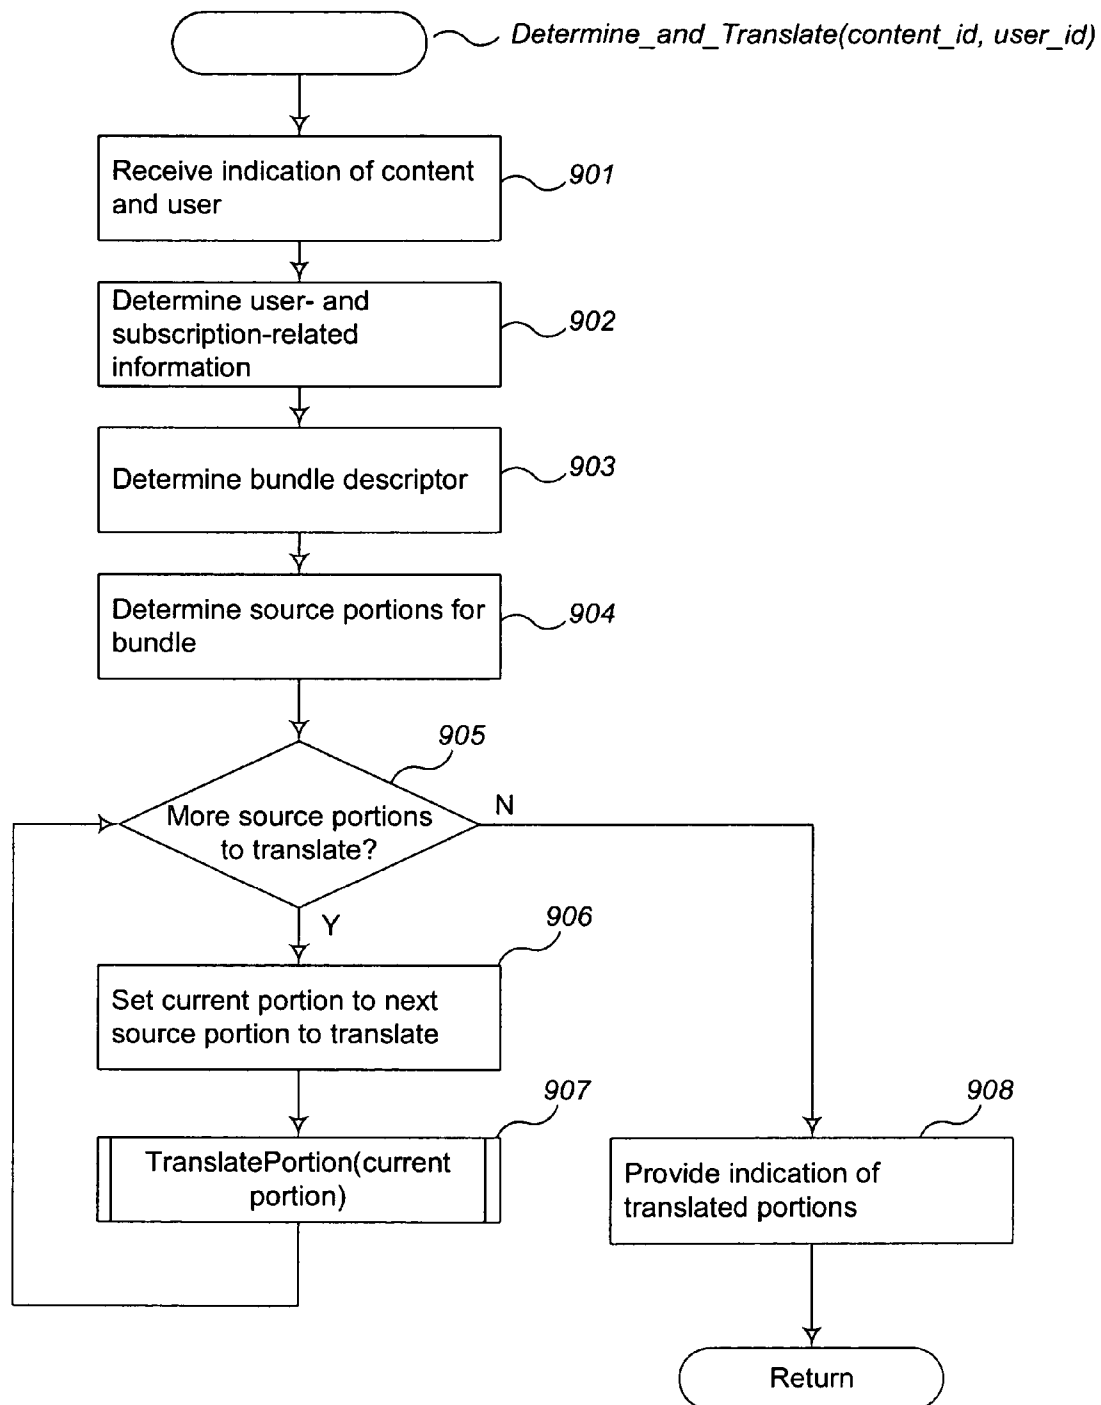 Determine_and_Translate(content_id, user_id)
Receive indication of content
and user
901
Determine user- and
subscription-related
information
902
Determine bundle descriptor
903
Determine source portions for
bundle
904
905
More source portions
to translate?
N
Y
906
Set current portion to next
source portion to translate
907
TranslatePortion(current
portion)
908
Provide indication of
translated portions
Return